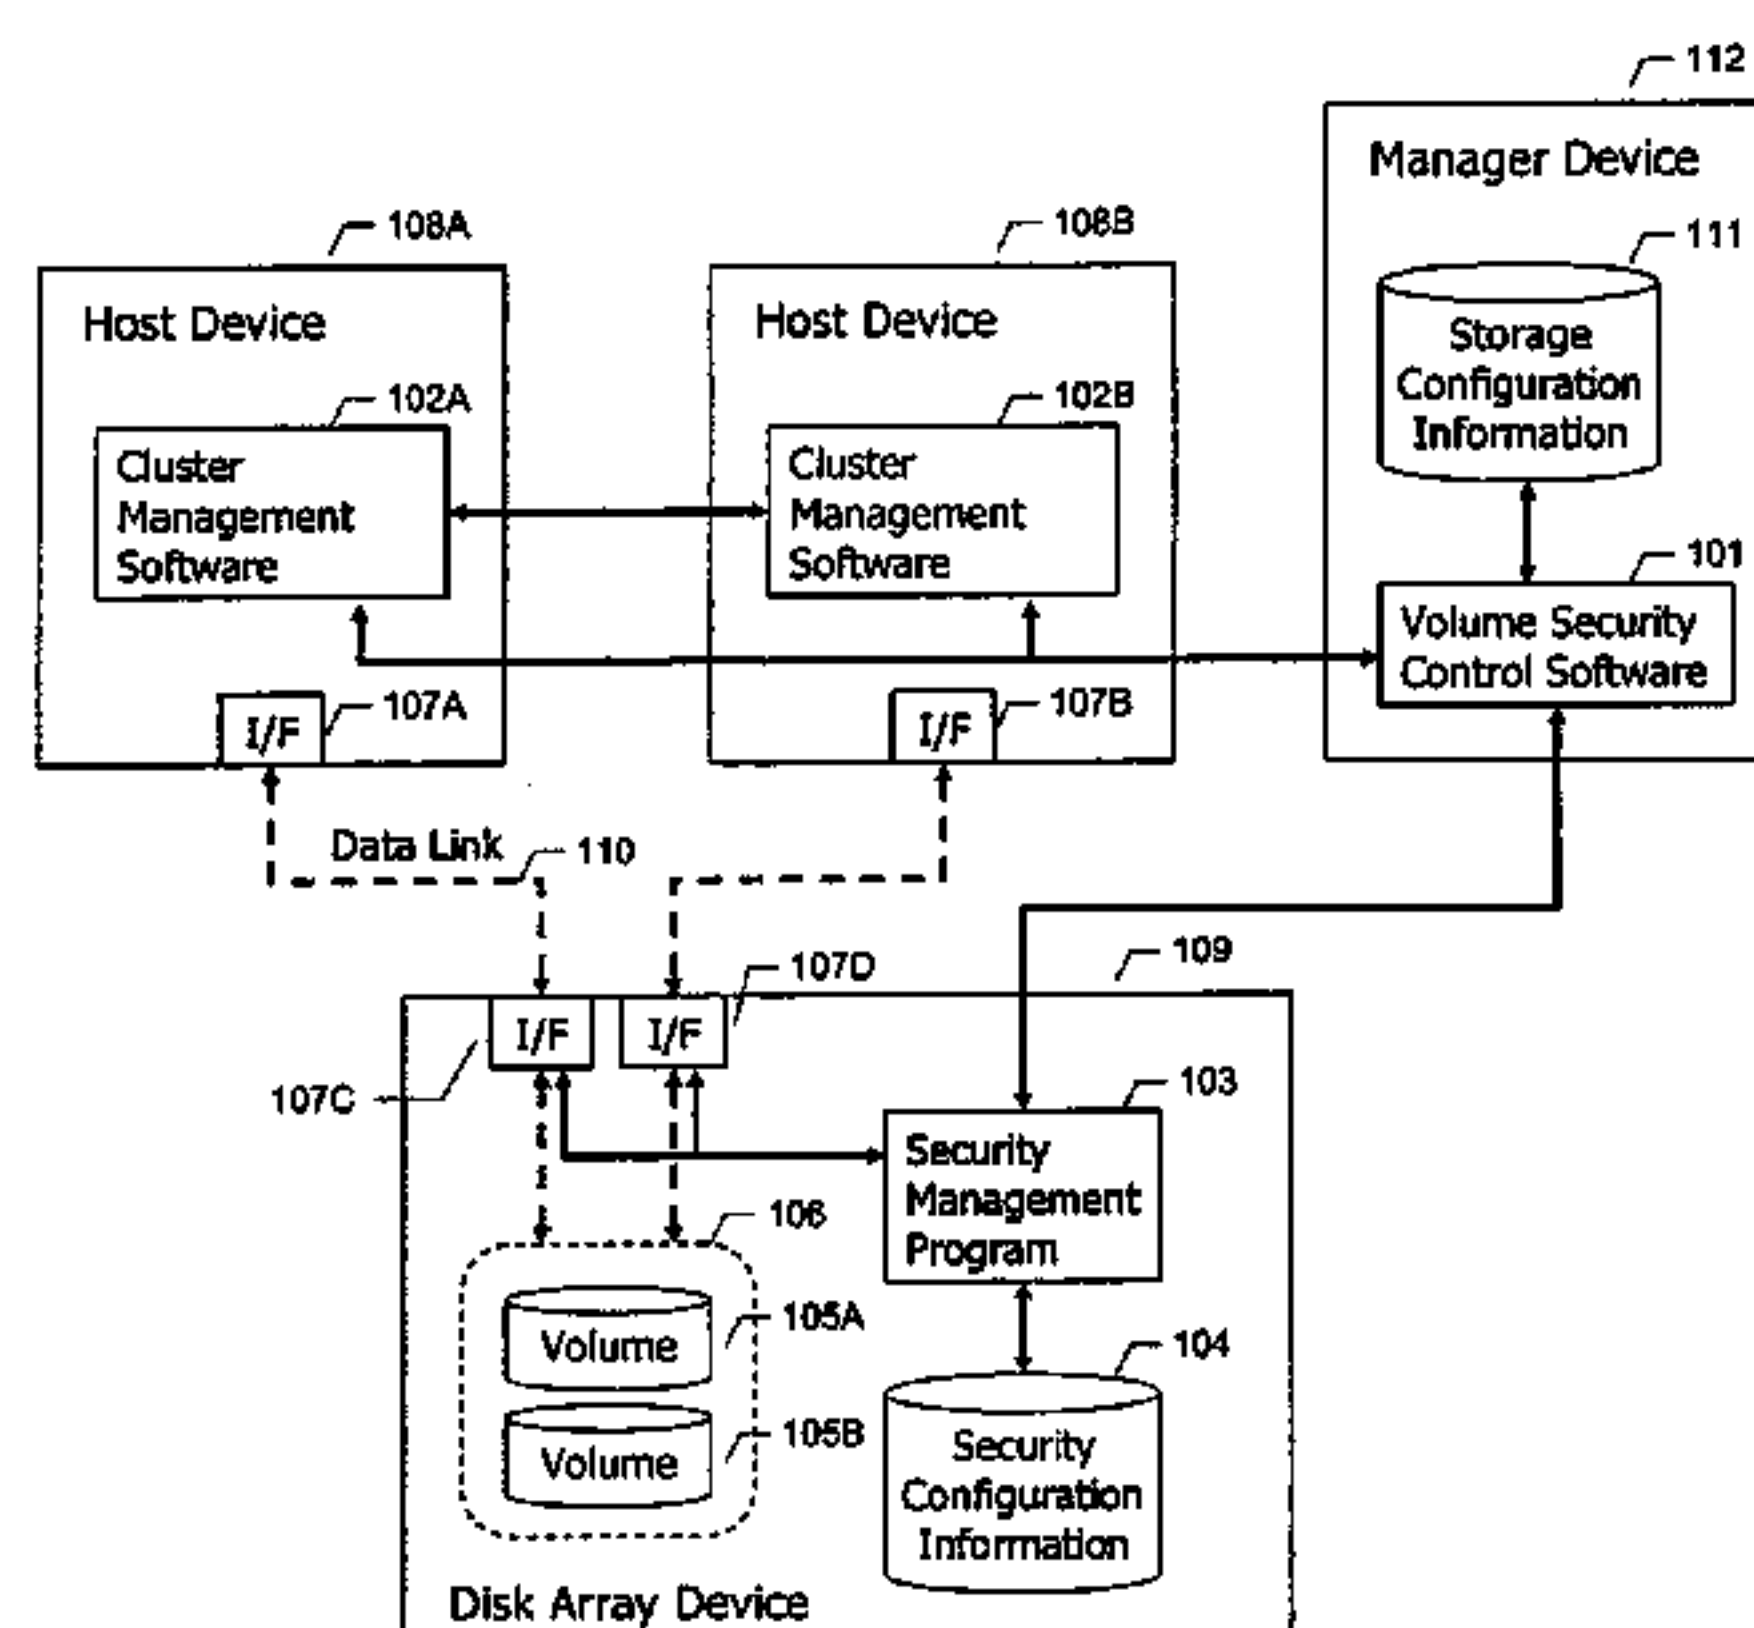 112
Manager Device
111
Storage
Configuration
Information
101
Volume Security
Control Software
108A
Host Device
102A
Cluster
Management
Software
107A
I/F
108B
Host Device
102B
Cluster
Management
Software
107B
I/F
Data Link
110
109
107D
I/F
I/F
107C
103
Security
Management
Program
106
105A
Volume
105B
Volume
104
Security
Configuration
Information
Disk Array Device